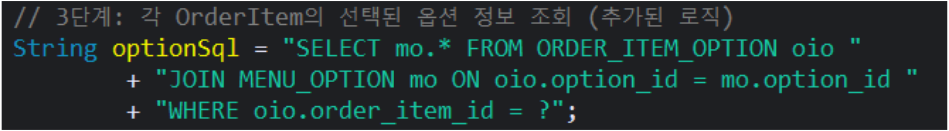 // 3단계: 각 OrderItem의 선택된 옵션 정보 조회 (추가된 로직)
String optionSql = "SELECT mo.* FROM ORDER_ITEM_OPTION oio "
+ "JOIN MENU_OPTION mo ON oio.option_id = mo.option_id "
+ "WHERE oio.order_item_id = ?";